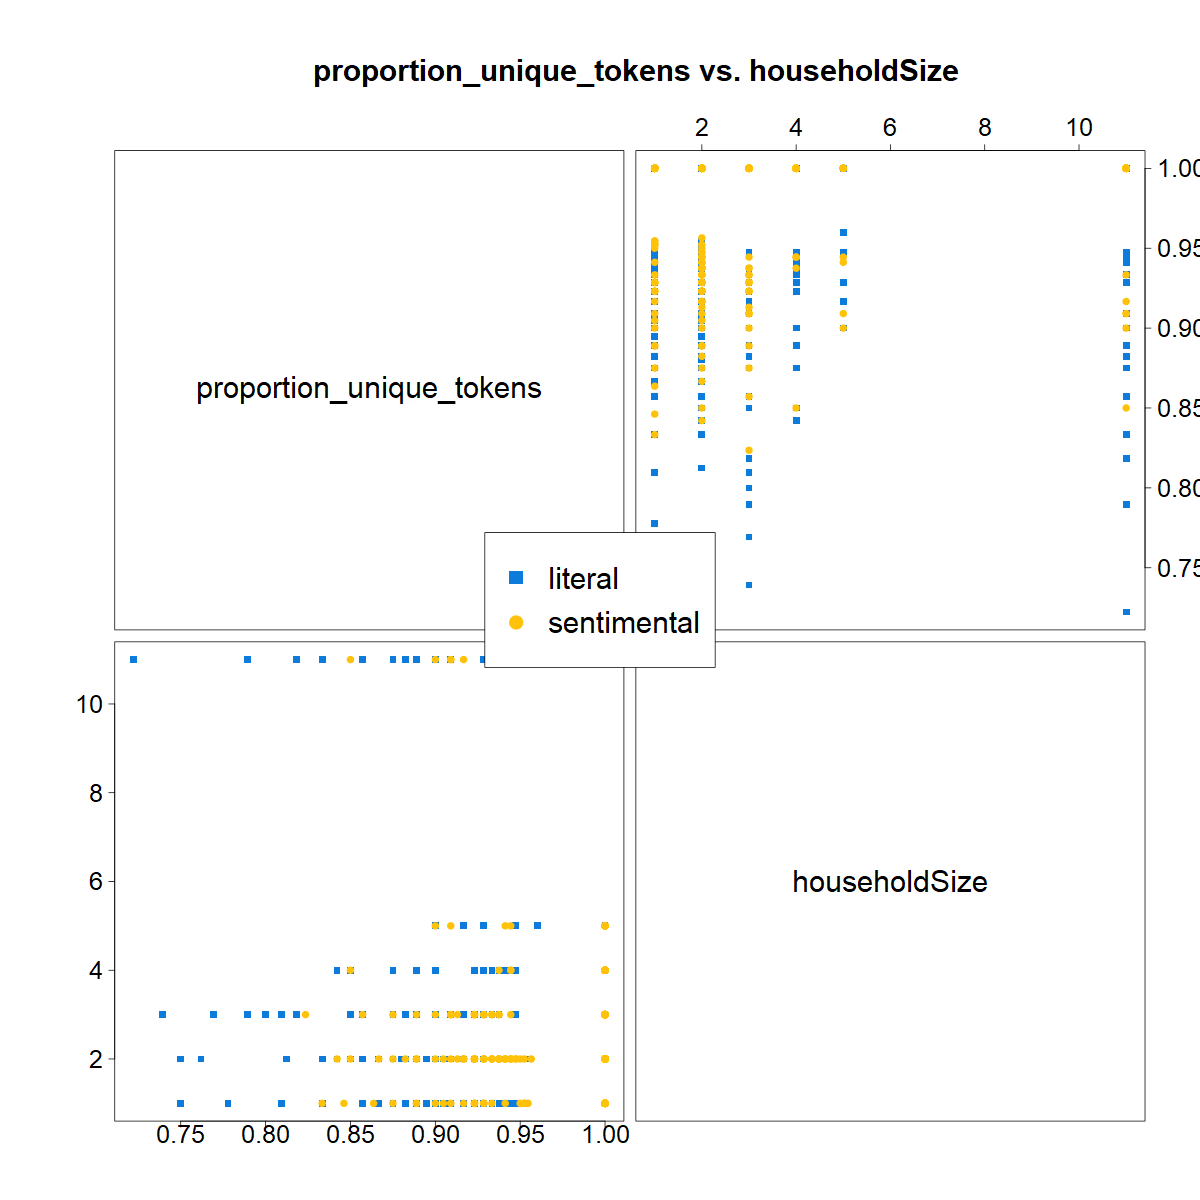 proportion_unique_tokens vs. householdSize
2 4 6 8 10
proportion_unique_tokens
1.00
0.95
0.90
0.85
0.80
0.75
literal
sentimental
10
8
6
4
2
householdSize
0.75 0.80 0.85 0.90 0.95 1.00